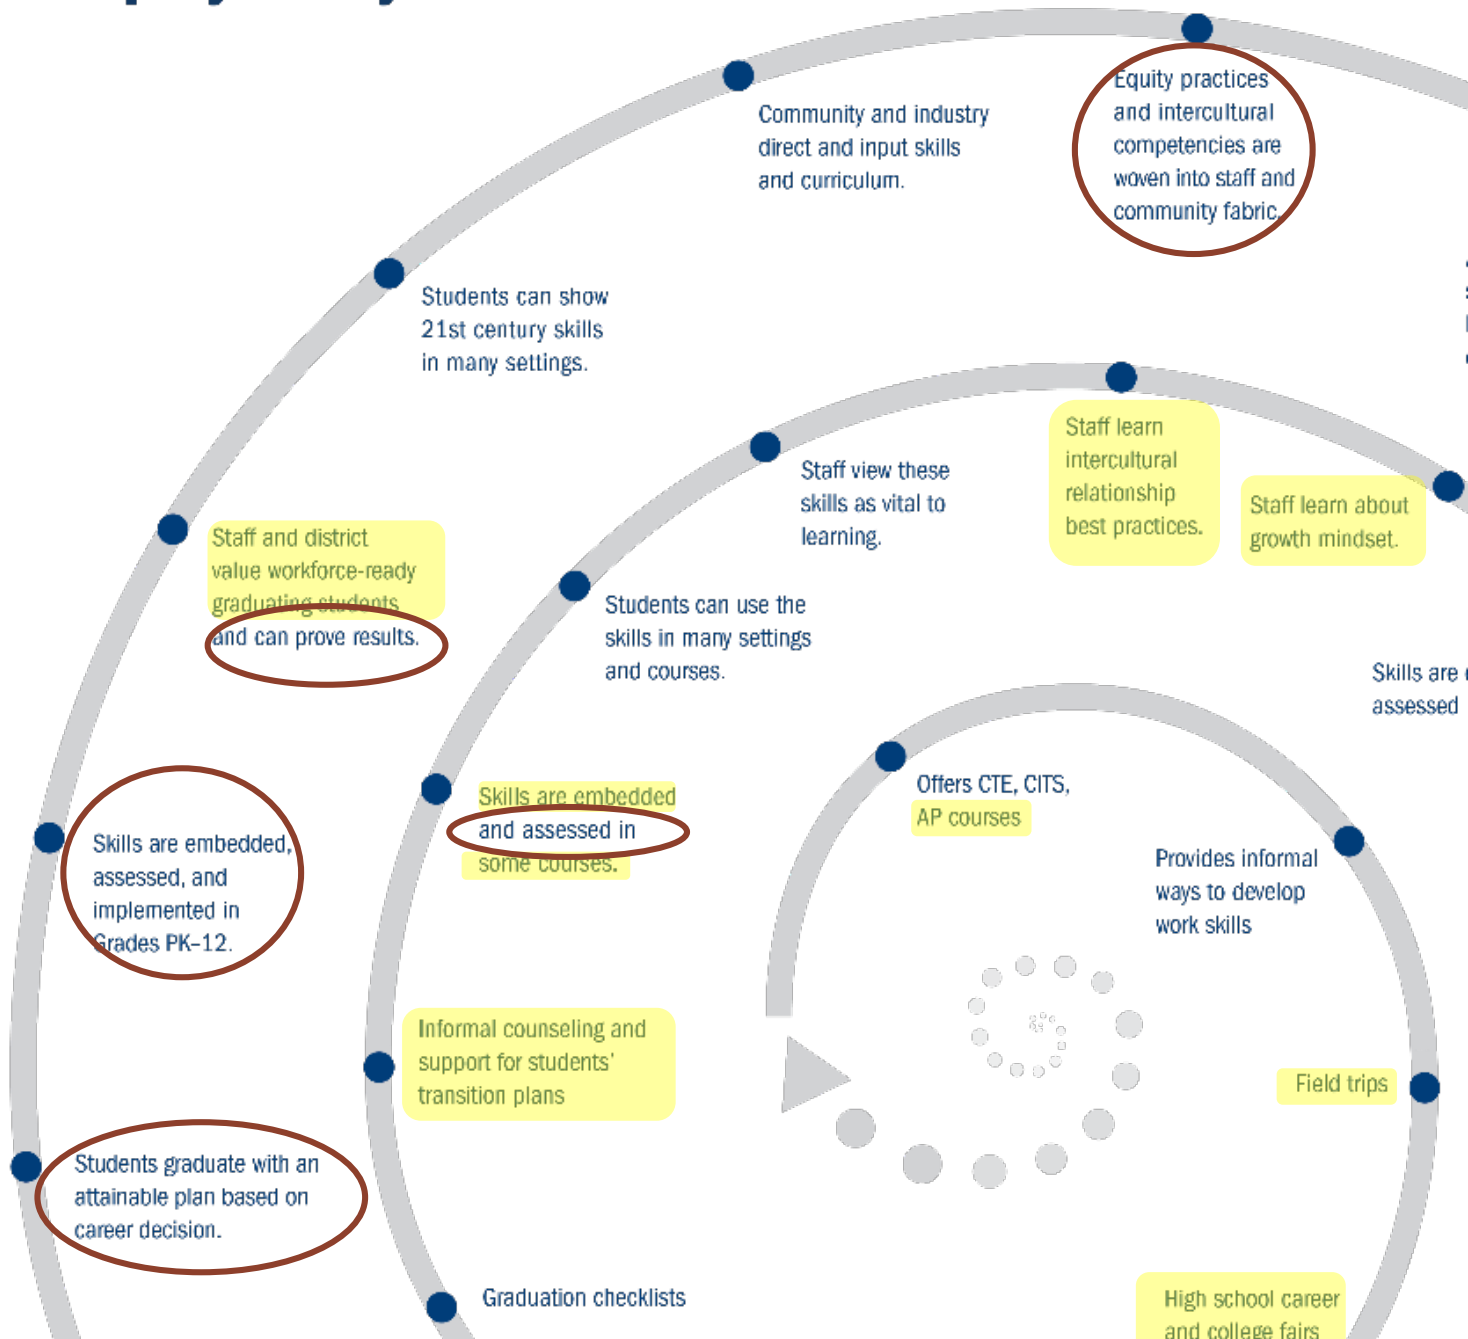 Equity practices
and intercultural
competencies are
woven into staff and
community fabric.
Community and industry
direct and input skills
and curriculum.
Students can show
21st century skills
in many settings.
Staff and district
value workforce-ready
graduating students
and can prove results.
Skills are embedded,
assessed, and
implemented in
Grades PK–12.
Students graduate with an
attainable plan based on
career decision.
Staff learn
intercultural
relationship
best practices.
Staff learn about
growth mindset.
Staff view these
skills as vital to
learning.
Students can use the
skills in many settings
and courses.
Skills are embedded
and assessed in
some courses.
Informal counseling and
support for students'
transition plans
Graduation checklists
Skills are
assessed
Offers CTE, CITS,
AP courses
Provides informal
ways to develop
work skills
Field trips
High school career
and college fairs